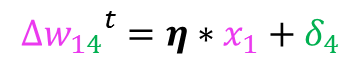 Δw₁₄ᵗ = η * x₁ + δ₄